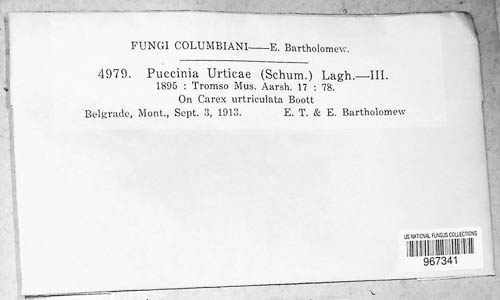 FUNGI COLUMBIANI—E. Bartholomew.
4979. Puccinia Urticae (Schum.) Lagh.—III.
1895 : Tromso Mus. Aarsh. 17 : 78.
On Carex urtriculata Boott
Belgrade, Mont., Sept. 3, 1913. E. T. & E. Bartholomew
US NATIONAL FUNGUS COLLECTIONS
967341